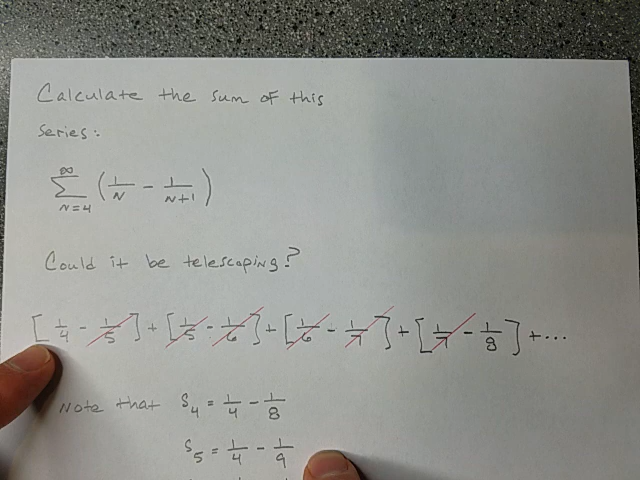 Calculate the sum of this
series:
∞
∑ (1/N - 1/N+1)
N=4
Could it be telescoping?
[1/4 - 1/5] + [1/5 - 1/6] + [1/6 - 1/7] + [1/7 - 1/8] + ...
Note that S4 = 1/4 - 1/8
S5 = 1/4 - 1/9